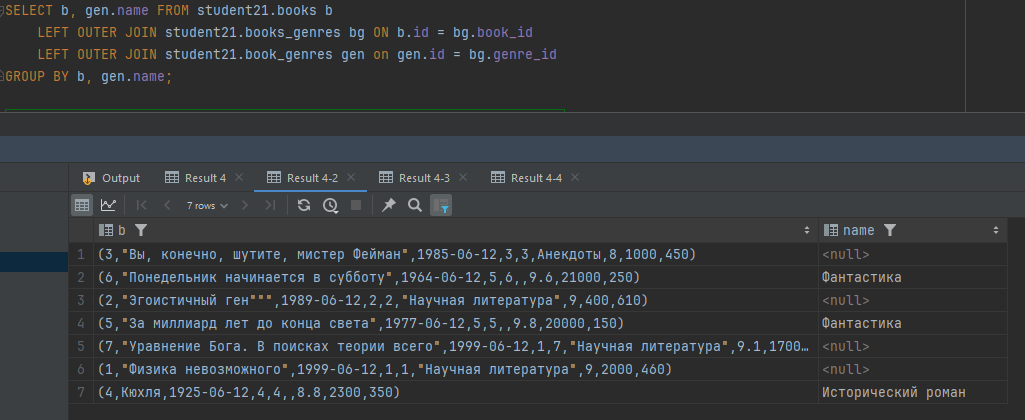 SELECT b, gen.name FROM student21.books b
LEFT OUTER JOIN student21.books_genres bg ON b.id = bg.book_id
LEFT OUTER JOIN student21.book_genres gen on gen.id = bg.genre_id
GROUP BY b, gen.name;
Output Result 4 Result 4-2 Result 4-3 Result 4-4
7 rows
b name
1 (3,"Вы, конечно, шутите, мистер Фейман",1985-06-12,3,3,Анекдоты,8,1000,450) <null>
2 (6,"Понедельник начинается в субботу",1964-06-12,5,6,,9.6,21000,250) Фантастика
3 (2,"Эгоистичный ген""",1989-06-12,2,2,"Научная литература",9,400,610) <null>
4 (5,"За миллиард лет до конца света",1977-06-12,5,5,,9.8,20000,150) Фантастика
5 (7,"Уравнение Бога. В поисках теории всего",1999-06-12,1,7,"Научная литература",9.1,1700… <null>
6 (1,"Физика невозможного",1999-06-12,1,1,"Научная литература",9,2000,460) <null>
7 (4,Кюхля,1925-06-12,4,4,,8.8,2300,350) Исторический роман